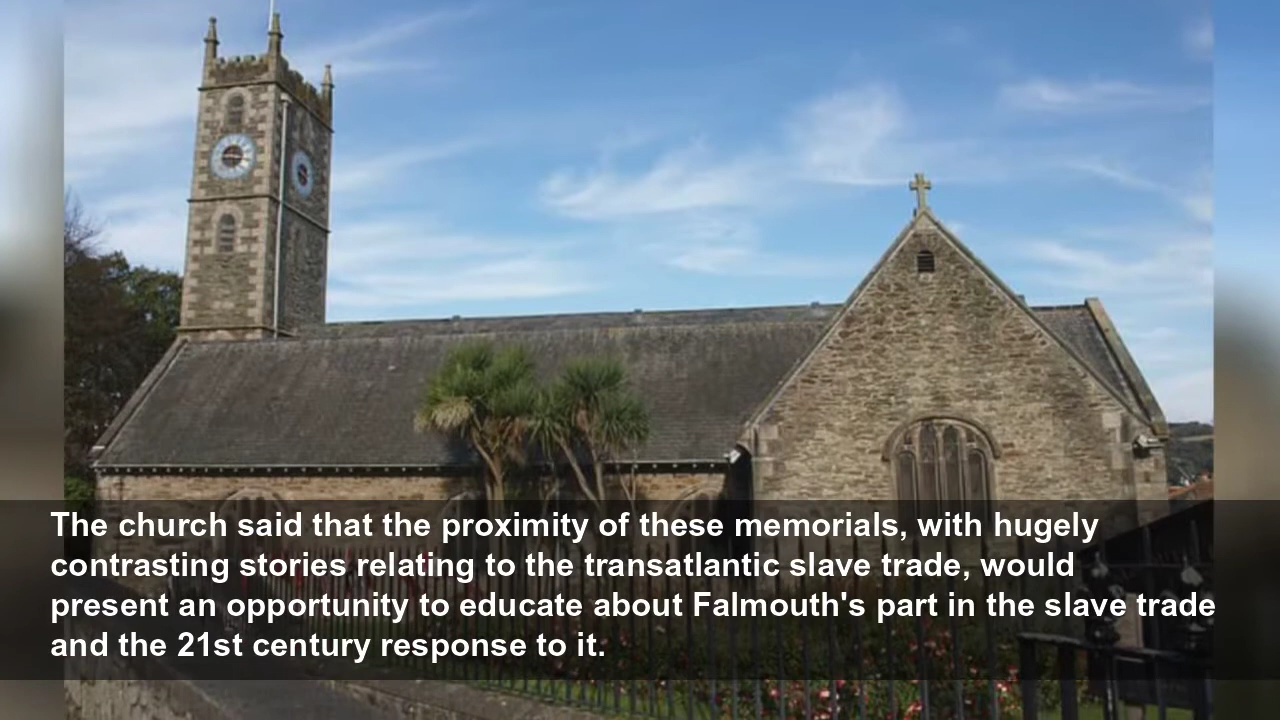 The church said that the proximity of these memorials, with hugely
contrasting stories relating to the transatlantic slave trade, would
present an opportunity to educate about Falmouth's part in the slave trade
and the 21st century response to it.